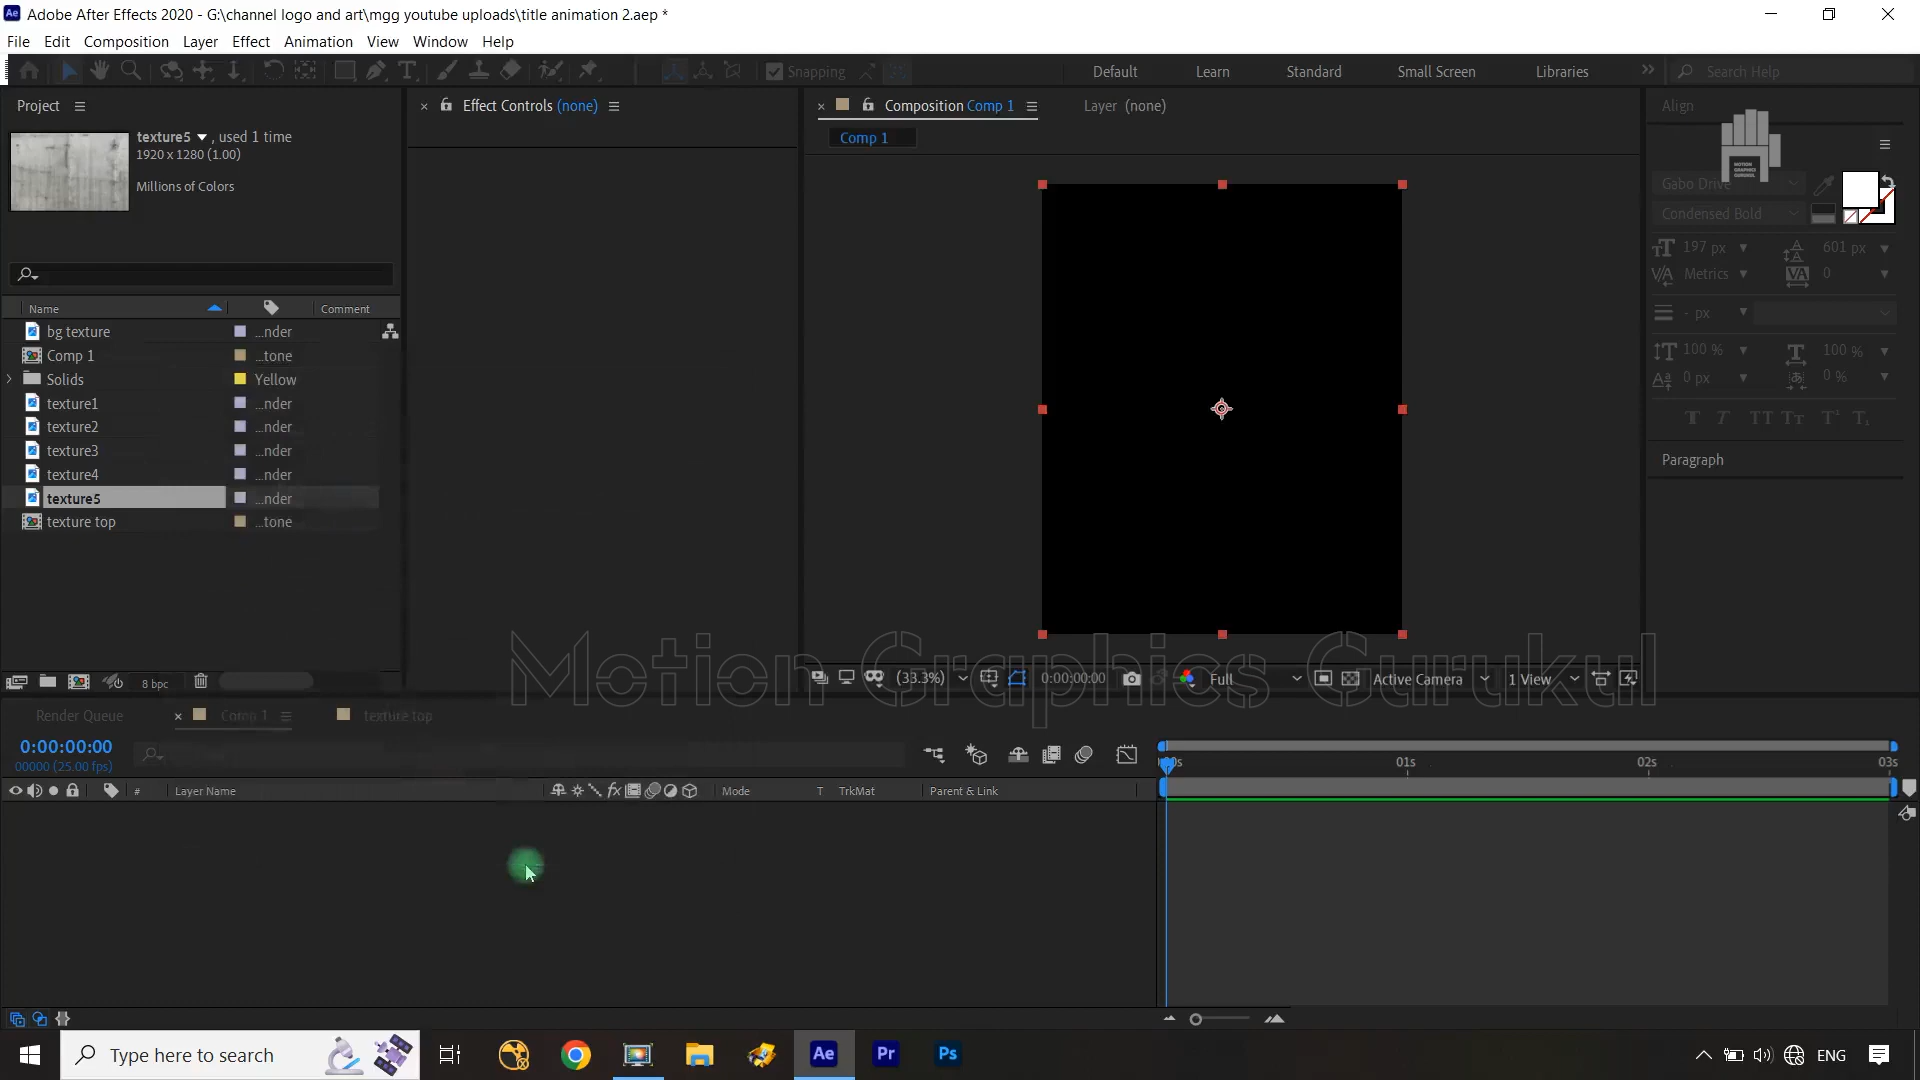 Adobe After Effects 2020 - G:\channel logo and art\mgg youtube uploads\title animation 2.aep *
File Edit Composition Layer Effect Animation View Window Help
Snapping
Default Learn Standard Small Screen Libraries
Search Help
Project
texture5 , used 1 time
1920 x 1280 (1.00)
Millions of Colors
Effect Controls (none)
Composition Comp 1
Layer (none)
Comp 1
Align
MOTION
GRAPHICS
GURUKUL
Gabo Drive
Condensed Bold
197 px 601 px
Metrics 0
- px
100 % 100 %
0 px 0 %
Paragraph
Name Comment
bg texture ...nder
Comp 1 ...tone
Solids Yellow
texture1 ...nder
texture2 ...nder
texture3 ...nder
texture4 ...nder
texture5 ...nder
texture top ...tone
8 bpc
Motion Graphics Gurukul
(33.3%) 0:00:00:00 Full Active Camera 1 View
Render Queue Comp 1 texture top
0:00:00:00
00000 (25.00 fps)
# Layer Name Mode T TrkMat Parent & Link
00s 01s 02s 03s
Type here to search
Ae Pr Ps
ENG